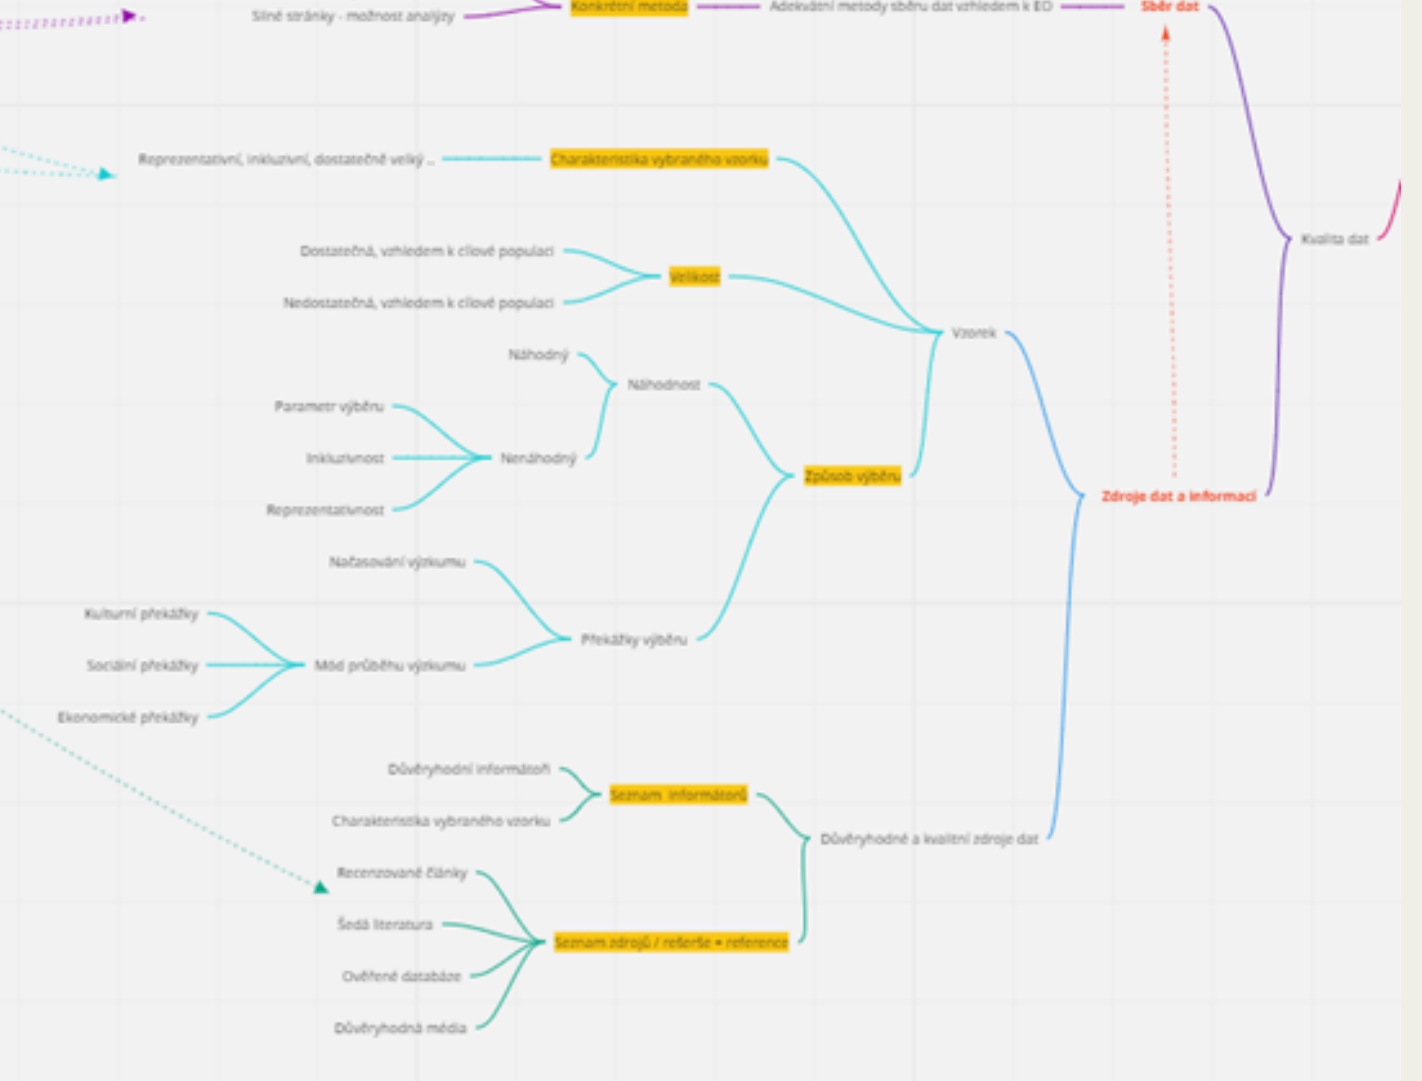 Silné stránky - možnost analýzy
Konkrétní metoda
Adekvátní metody sběru dat vzhledem k EO
Sběr dat
Reprezentativní, inkluzivní, dostatečně velký ..
Charakteristika vybraného vzorku
Kvalita dat
Dostatečná, vzhledem k cílové populaci
Velikost
Nedostatečná, vzhledem k cílové populaci
Vzorek
Náhodný
Náhodnost
Parametr výběru
Inkluzivnost
Nenáhodný
Způsob výběru
Zdroje dat a informací
Reprezentativnost
Načasování výzkumu
Kulturní překážky
Překážky výběru
Sociální překážky
Mód průběhu výzkumu
Ekonomické překážky
Důvěryhodní informátoři
Seznam informátorů
Charakteristika vybraného vzorku
Důvěryhodné a kvalitní zdroje dat
Recenzované články
Šedá literatura
Seznam zdrojů / rešerše = reference
Ověřené databáze
Důvěryhodná média